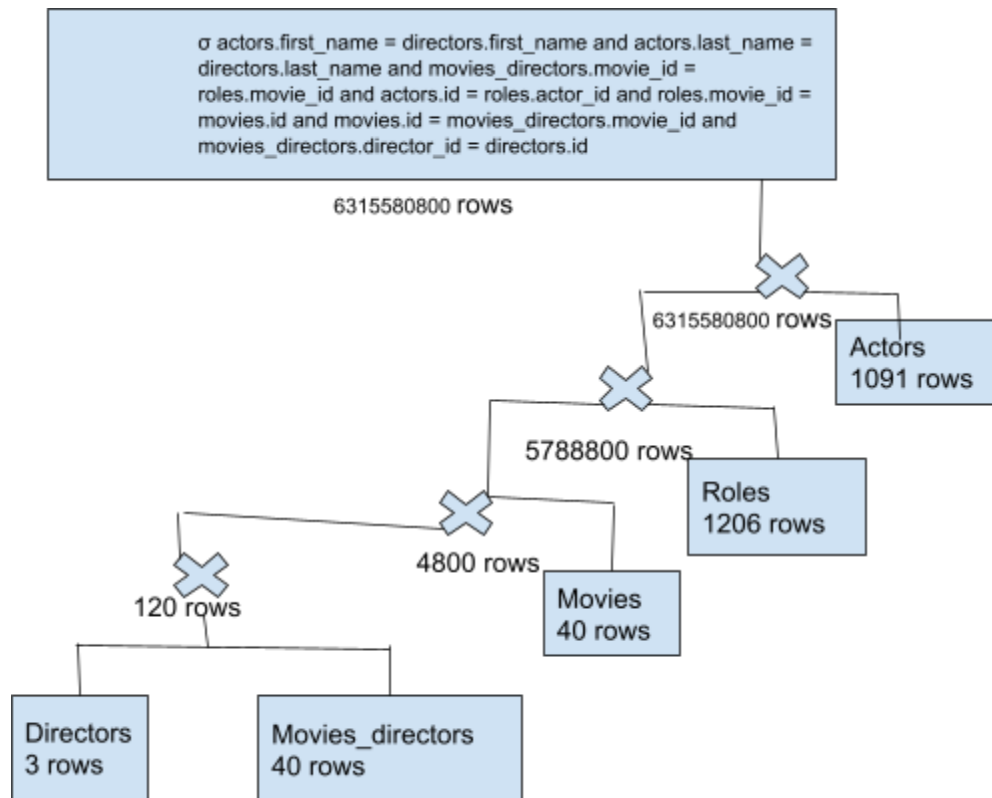 σ actors.first_name = directors.first_name and actors.last_name =
directors.last_name and movies_directors.movie_id =
roles.movie_id and actors.id = roles.actor_id and roles.movie_id =
movies.id and movies.id = movies_directors.movie_id and
movies_directors.director_id = directors.id
6315580800 rows
6315580800 rows
Actors
1091 rows
5788800 rows
Roles
1206 rows
4800 rows
Movies
40 rows
120 rows
Directors
3 rows
Movies_directors
40 rows